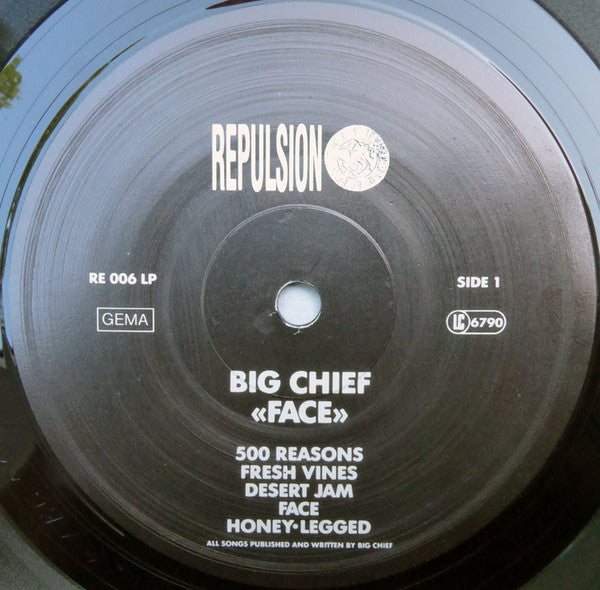 REPULSION
RE 006 LP
SIDE 1
GEMA
LC 6790
BIG CHIEF
«FACE»
500 REASONS
FRESH VINES
DESERT JAM
FACE
HONEY·LEGGED
ALL SONGS PUBLISHED AND WRITTEN BY BIG CHIEF